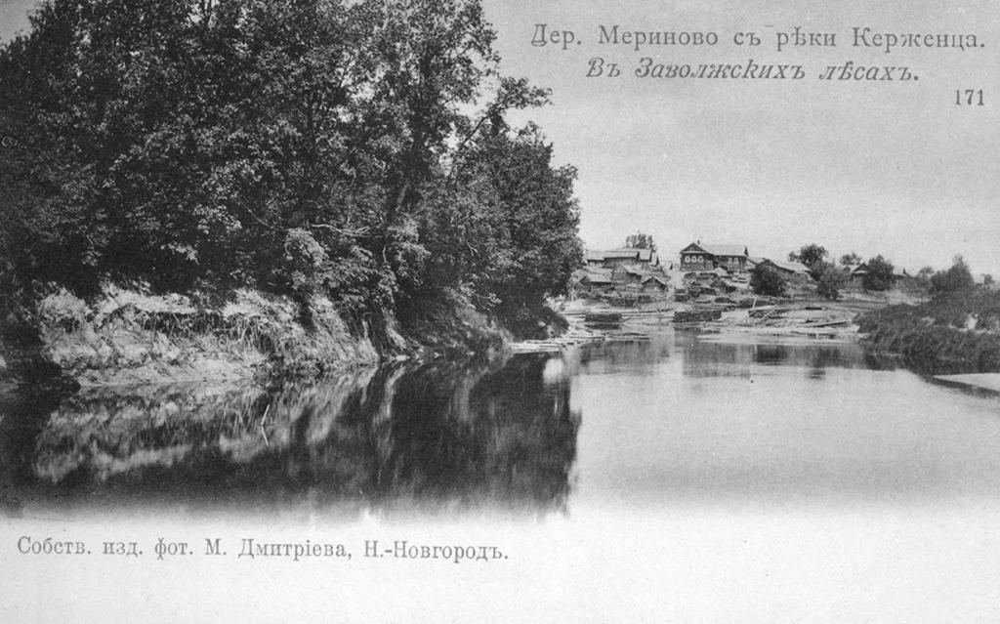 Дер. Мериново съ рѣки Керженца.
Въ Заволжскихъ лѣсахъ.
171
Собств. изд. фот. М. Дмитріева, Н.-Новгородъ.